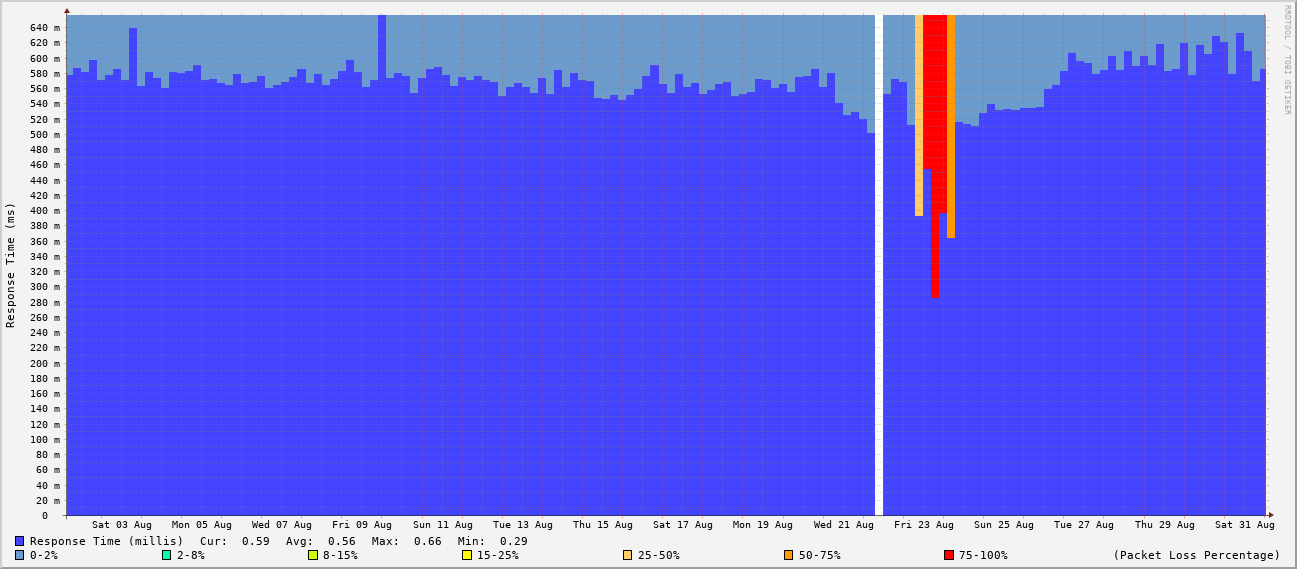 640 m
620 m
600 m
580 m
560 m
540 m
520 m
500 m
480 m
460 m
440 m
420 m
400 m
380 m
360 m
340 m
320 m
300 m
280 m
260 m
240 m
220 m
200 m
180 m
160 m
140 m
120 m
100 m
80 m
60 m
40 m
20 m
0
Response Time (ms)
RRDTOOL / TOBI OETIKER
Sat 03 Aug Mon 05 Aug Wed 07 Aug Fri 09 Aug Sun 11 Aug Tue 13 Aug Thu 15 Aug Sat 17 Aug Mon 19 Aug Wed 21 Aug Fri 23 Aug Sun 25 Aug Tue 27 Aug Thu 29 Aug Sat 31 Aug
Response Time (millis) Cur: 0.59 Avg: 0.56 Max: 0.66 Min: 0.29
0-2% 2-8% 8-15% 15-25% 25-50% 50-75% 75-100% (Packet Loss Percentage)